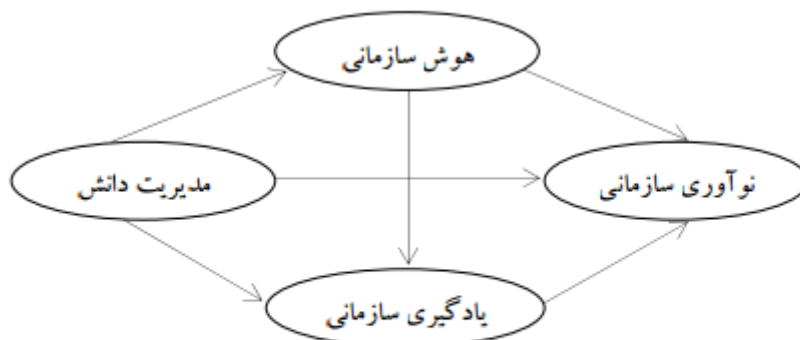 هوش سازمانی
مدیریت دانش
نوآوری سازمانی
یادگیری سازمانی